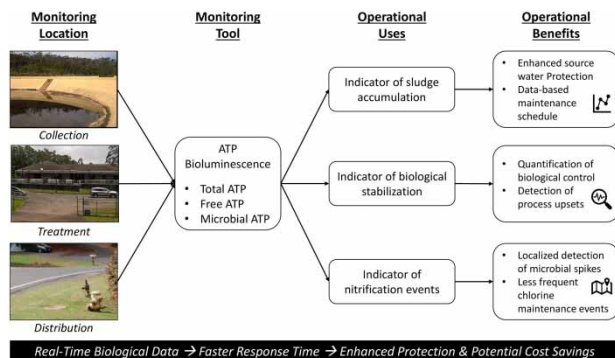 Monitoring
Location
Monitoring
Tool
Operational
Uses
Operational
Benefits
Collection
Treatment
Distribution
ATP
Bioluminescence
• Total ATP
• Free ATP
• Microbial ATP
Indicator of sludge
accumulation
Indicator of biological
stabilization
Indicator of
nitrification events
• Enhanced source
water Protection
• Data-based
maintenance
schedule
• Quantification of
biological control
• Detection of
process upsets
• Localized detection
of microbial spikes
• Less frequent
chlorine
maintenance events
Real-Time Biological Data → Faster Response Time → Enhanced Protection & Potential Cost Savings